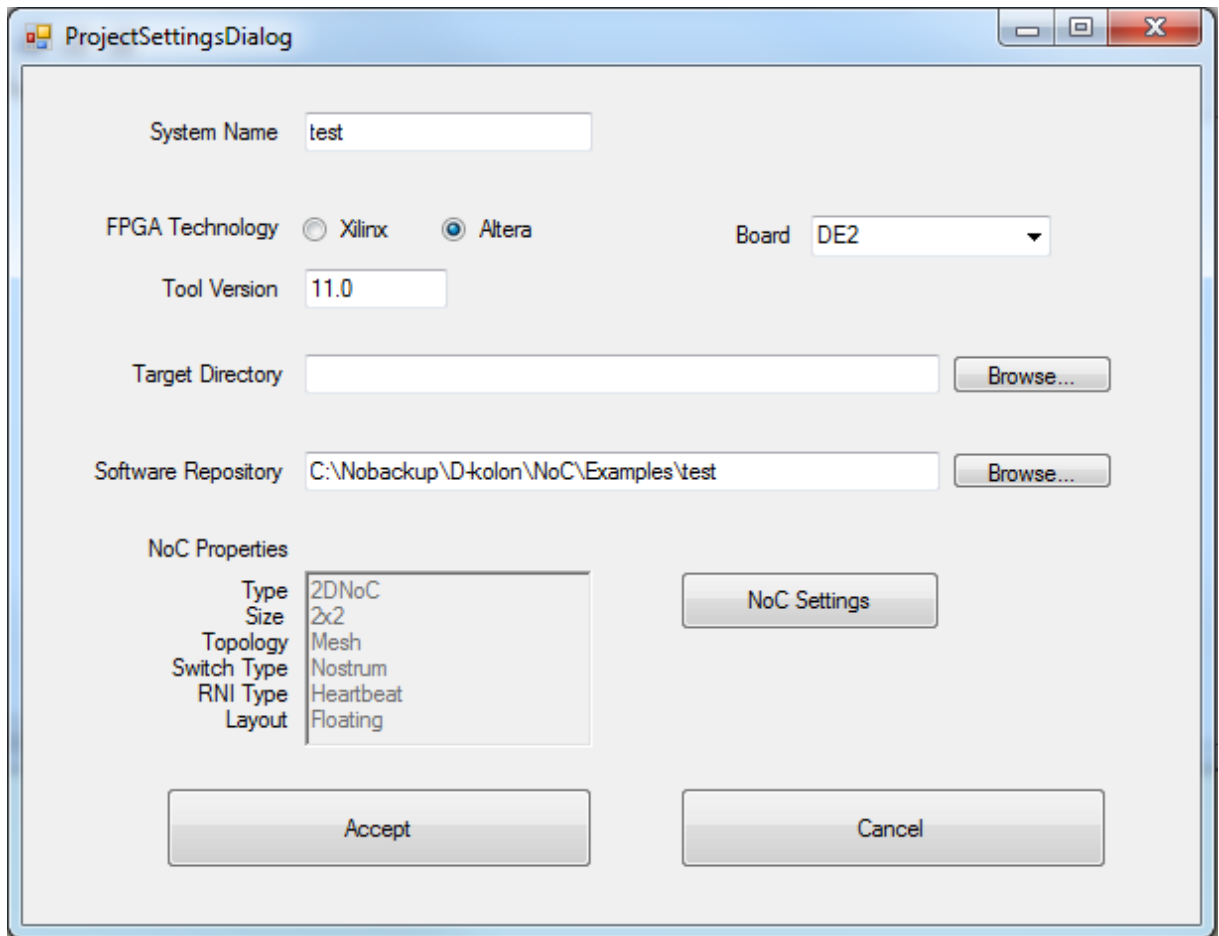 ProjectSettingsDialog
System Name test
FPGA Technology Xilinx Altera Board DE2
Tool Version 11.0
Target Directory Browse...
Software Repository C:\Nobackup\D-kolon\NoC\Examples\test Browse...
NoC Properties
Type 2DNoC
NoC Settings
Size 2x2
Topology Mesh
Switch Type Nostrum
RNI Type Heartbeat
Layout Floating
Accept Cancel